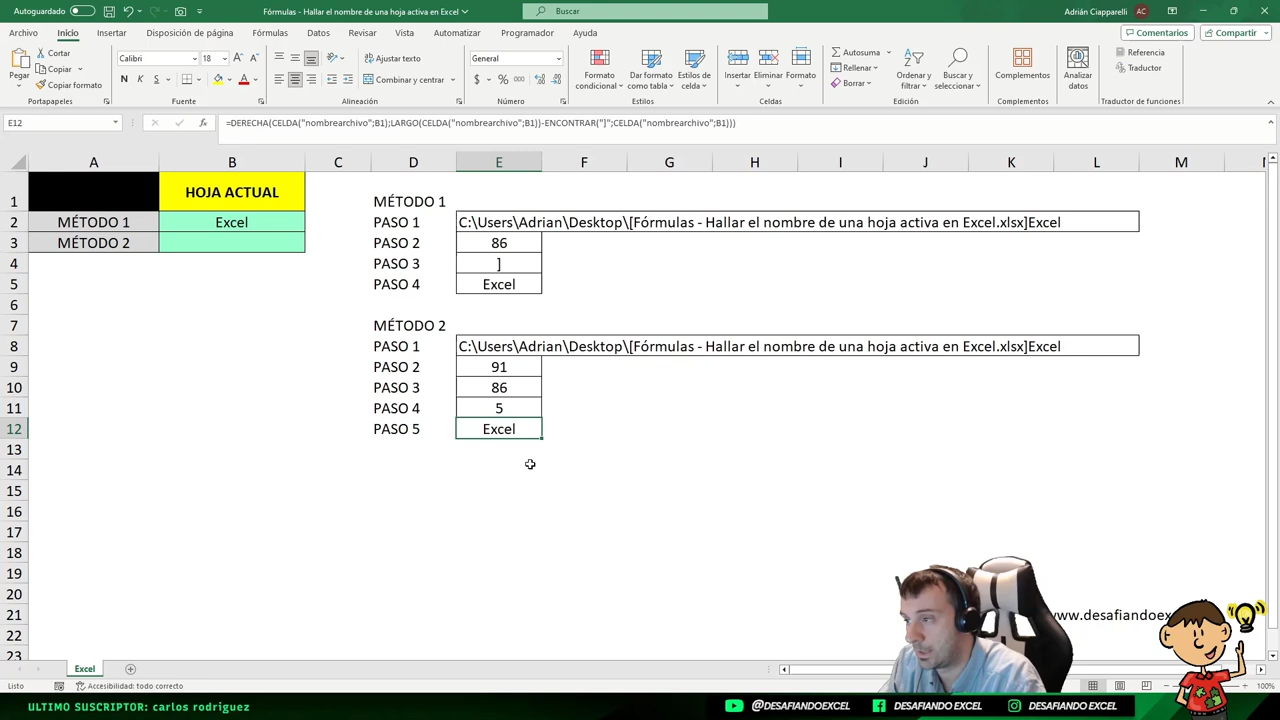 Autoguardado
Fórmulas - Hallar el nombre de una hoja activa en Excel
Buscar
Adrián Ciapparelli
AC
Archivo
Inicio
Insertar
Disposición de página
Fórmulas
Datos
Revisar
Vista
Automatizar
Programador
Ayuda
Comentarios
Compartir
Pegar
Cortar
Copiar
Copiar formato
Portapapeles
Calibri
18
N K S
Fuente
Ajustar texto
Combinar y centrar
Alineación
General
$ % 000
Número
Formato condicional
Dar formato como tabla
Estilos de celda
Estilos
Insertar
Eliminar
Formato
Celdas
Autosuma
Rellenar
Borrar
Ordenar y filtrar
Buscar y seleccionar
Edición
Complementos
Complementos
Analizar datos
Referencia
Traductor
Traductor de funciones
E12
=DERECHA(CELDA("nombrearchivo";B1);LARGO(CELDA("nombrearchivo";B1))-ENCONTRAR("]";CELDA("nombrearchivo";B1)))
A B C D E F G H I J K L M
1 HOJA ACTUAL MÉTODO 1
2 MÉTODO 1 Excel PASO 1 C:\Users\Adrian\Desktop\[Fórmulas - Hallar el nombre de una hoja activa en Excel.xlsx]Excel
3 MÉTODO 2 PASO 2 86
4 PASO 3 ]
5 PASO 4 Excel
6
7 MÉTODO 2
8 PASO 1 C:\Users\Adrian\Desktop\[Fórmulas - Hallar el nombre de una hoja activa en Excel.xlsx]Excel
9 PASO 2 91
10 PASO 3 86
11 PASO 4 5
12 PASO 5 Excel
13
14
15
16
17
18
19
20
21 www.desafiandoex
22
23
Excel
Listo
Accesibilidad: todo correcto
100%
ULTIMO SUSCRIPTOR: carlos rodriguez
@DESAFIANDOEXCEL
DESAFIANDO EXCEL
DESAFIANDOEXCEL